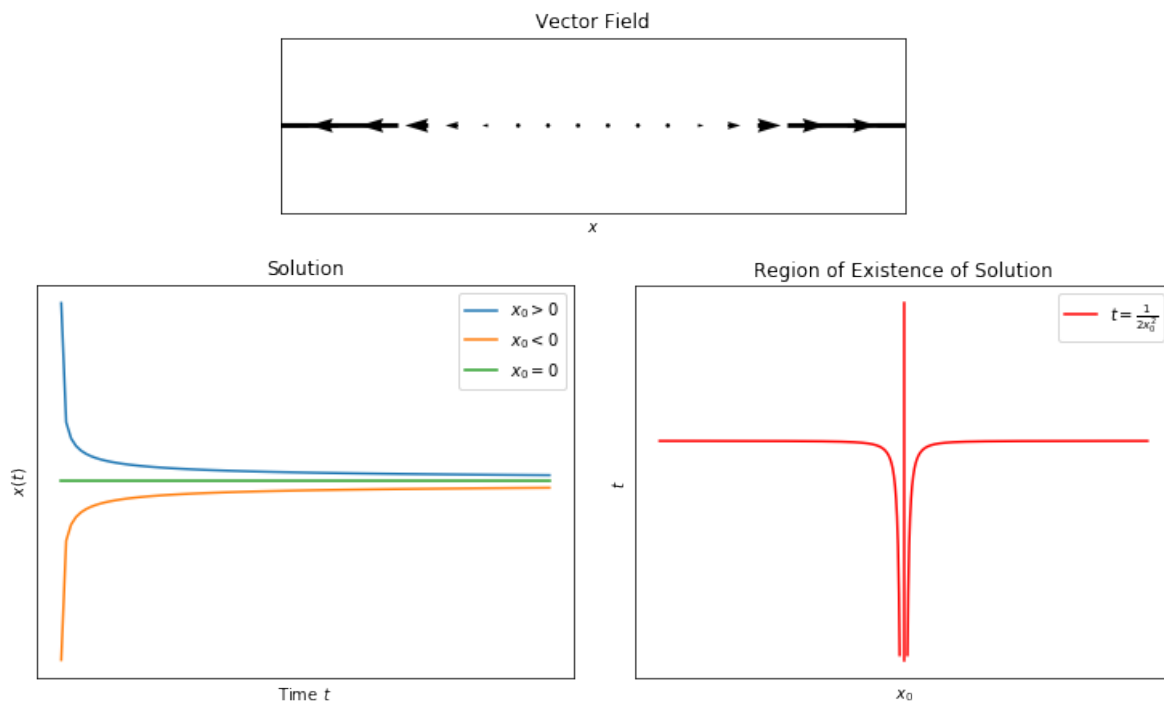 Vector Field
x
Solution
x₀ > 0
x₀ < 0
x₀ = 0
x(t)
Time t
Region of Existence of Solution
t = 1/(2x₀²)
t
x₀